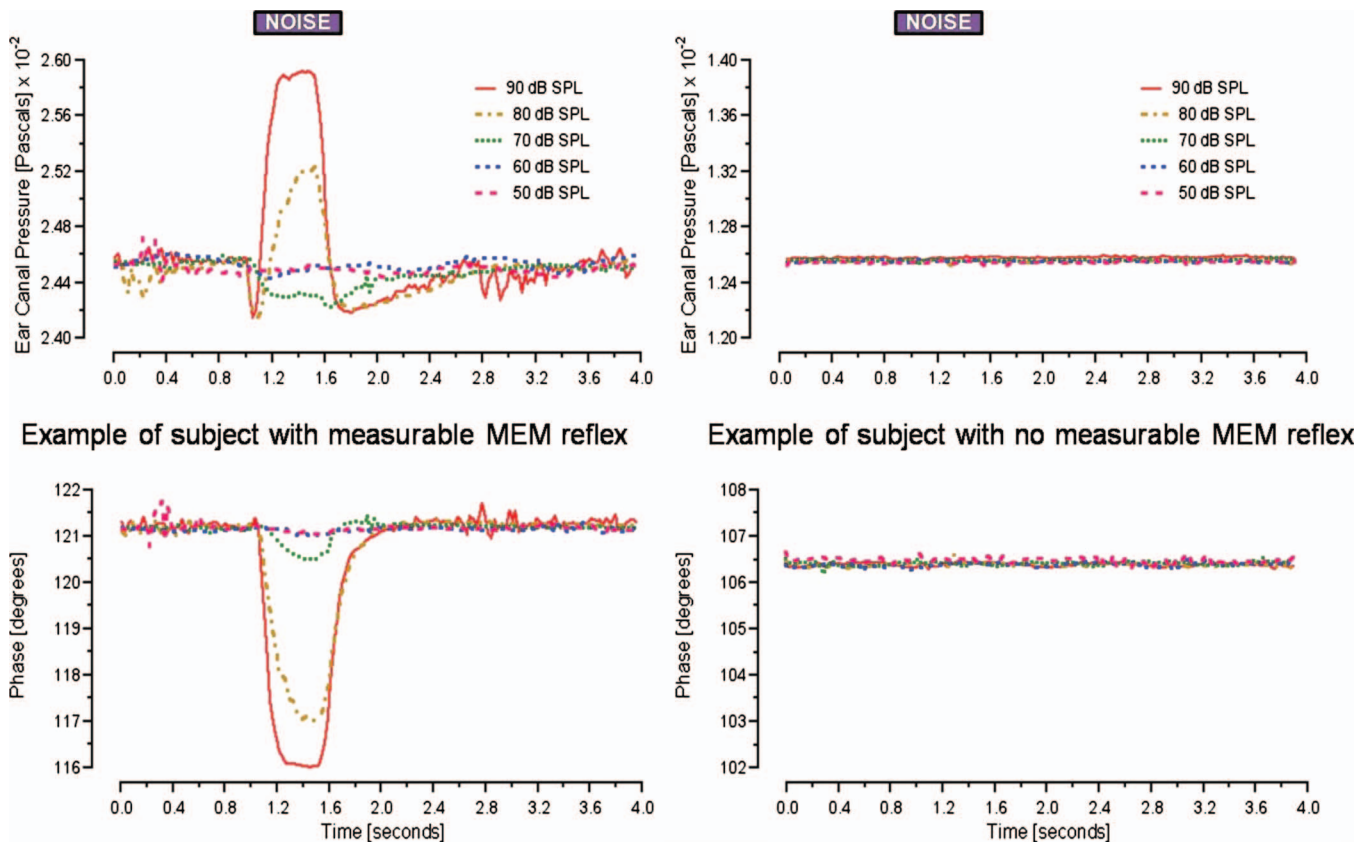 NOISE
NOISE
Ear Canal Pressure [Pascals] x 10-2
2.60
2.56
2.52
2.48
2.44
2.40
90 dB SPL
80 dB SPL
70 dB SPL
60 dB SPL
50 dB SPL
0.0 0.4 0.8 1.2 1.6 2.0 2.4 2.8 3.2 3.6 4.0
Ear Canal Pressure [Pascals] x 10-2
1.40
1.36
1.32
1.28
1.24
1.20
90 dB SPL
80 dB SPL
70 dB SPL
60 dB SPL
50 dB SPL
0.0 0.4 0.8 1.2 1.6 2.0 2.4 2.8 3.2 3.6 4.0
Example of subject with measurable MEM reflex
Example of subject with no measurable MEM reflex
Phase [degrees]
122
121
120
119
118
117
116
0.0 0.4 0.8 1.2 1.6 2.0 2.4 2.8 3.2 3.6 4.0
Time [seconds]
Phase [degrees]
108
107
106
105
104
103
102
0.0 0.4 0.8 1.2 1.6 2.0 2.4 2.8 3.2 3.6 4.0
Time [seconds]